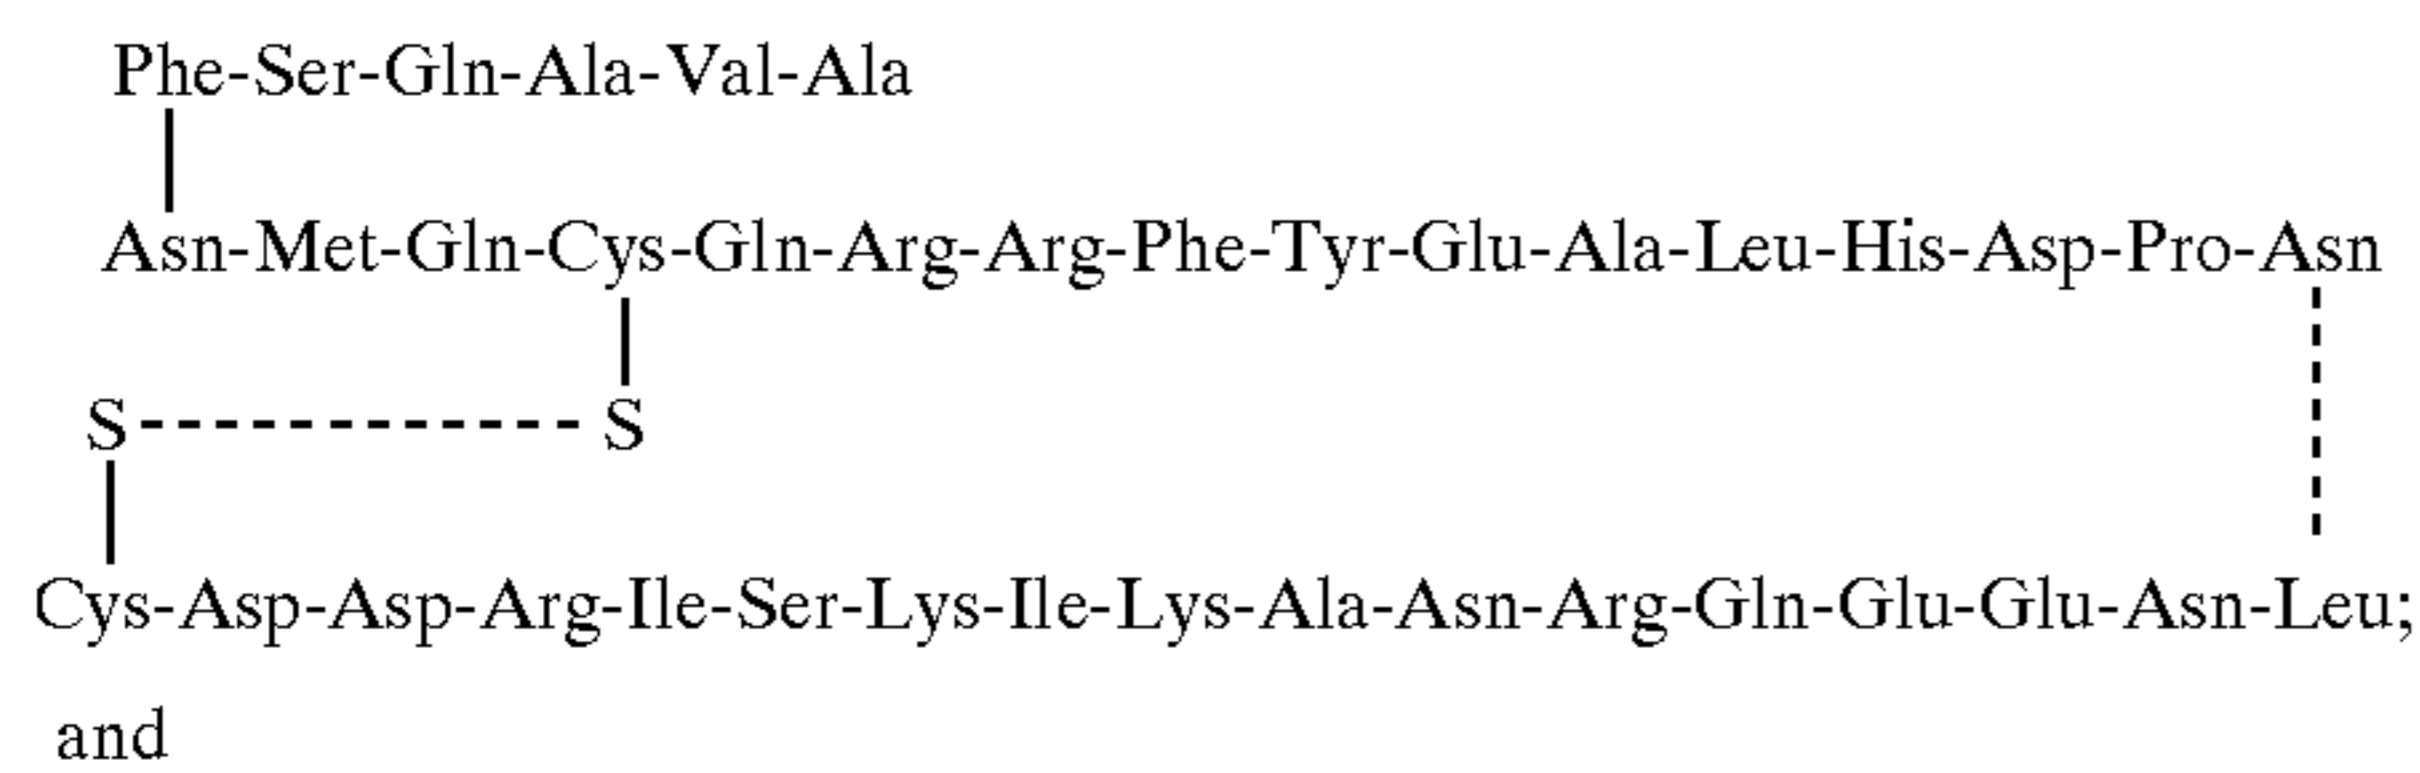 Phe-Ser-Gln-Ala-Val-Ala
Asn-Met-Gln-Cys-Gln-Arg-Arg-Phe-Tyr-Glu-Ala-Leu-His-Asp-Pro-Asn
S S
Cys-Asp-Asp-Arg-Ile-Ser-Lys-Ile-Lys-Ala-Asn-Arg-Gln-Glu-Glu-Asn-Leu;
and